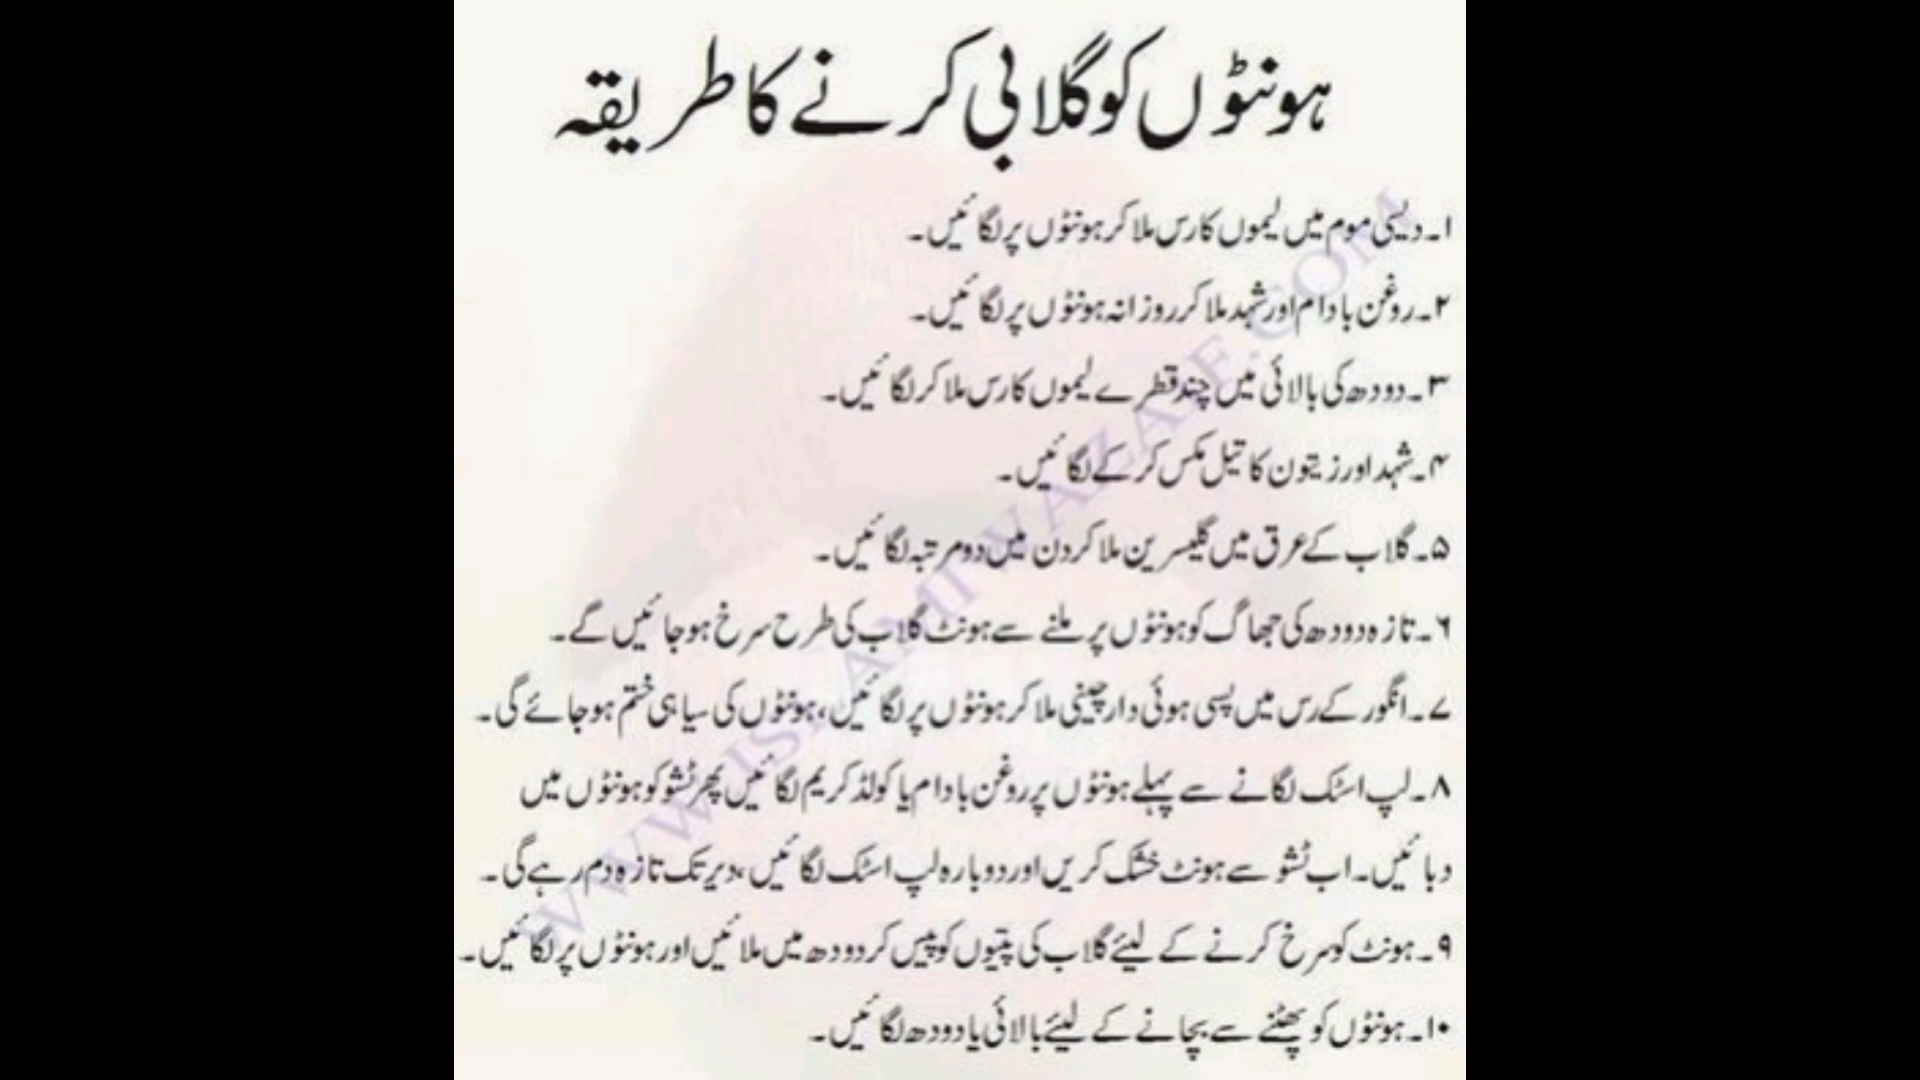 ہونٹوں کو گلابی کرنے کا طریقہ
۱۔ دیسی موم میں لیموں کا رس ملا کر ہونٹوں پر لگائیں۔
۲۔ روغن بادام اور شہد ملا کر روزانہ ہونٹوں پر لگائیں۔
۳۔ دودھ کی بالائی میں چند قطرے لیموں کا رس ملا کر لگائیں۔
۴۔ شہد اور زیتون کا تیل مکس کر کے لگائیں۔
۵۔ گلاب کے عرق میں گلیسرین ملا کر دن میں دو مرتبہ لگائیں۔
۶۔ تازہ دودھ کی جھاگ کو ہونٹوں پر ملنے سے ہونٹ گلاب کی طرح سرخ ہو جائیں گے۔
۷۔ انگور کے رس میں پسی ہوئی دار چینی ملا کر ہونٹوں پر لگائیں، ہونٹوں کی سیاہی ختم ہو جائے گی۔
۸۔ لپ اسٹک لگانے سے پہلے ہونٹوں پر روغن بادام یا کولڈ کریم لگائیں پھر ٹشو کو ہونٹوں میں
دبائیں۔ اب ٹشو سے ہونٹ خشک کریں اور دوبارہ لپ اسٹک لگائیں، دیر تک تازہ دم رہے گی۔
۹۔ ہونٹ کو سرخ کرنے کے لیئے گلاب کی پتیوں کو پیس کر دودھ میں ملائیں اور ہونٹوں پر لگائیں۔
۱۰۔ ہونٹوں کو پھٹنے سے بچانے کے لیئے بالائی یا دودھ لگائیں۔
WWW.ISLAMIWAZAIF.COM